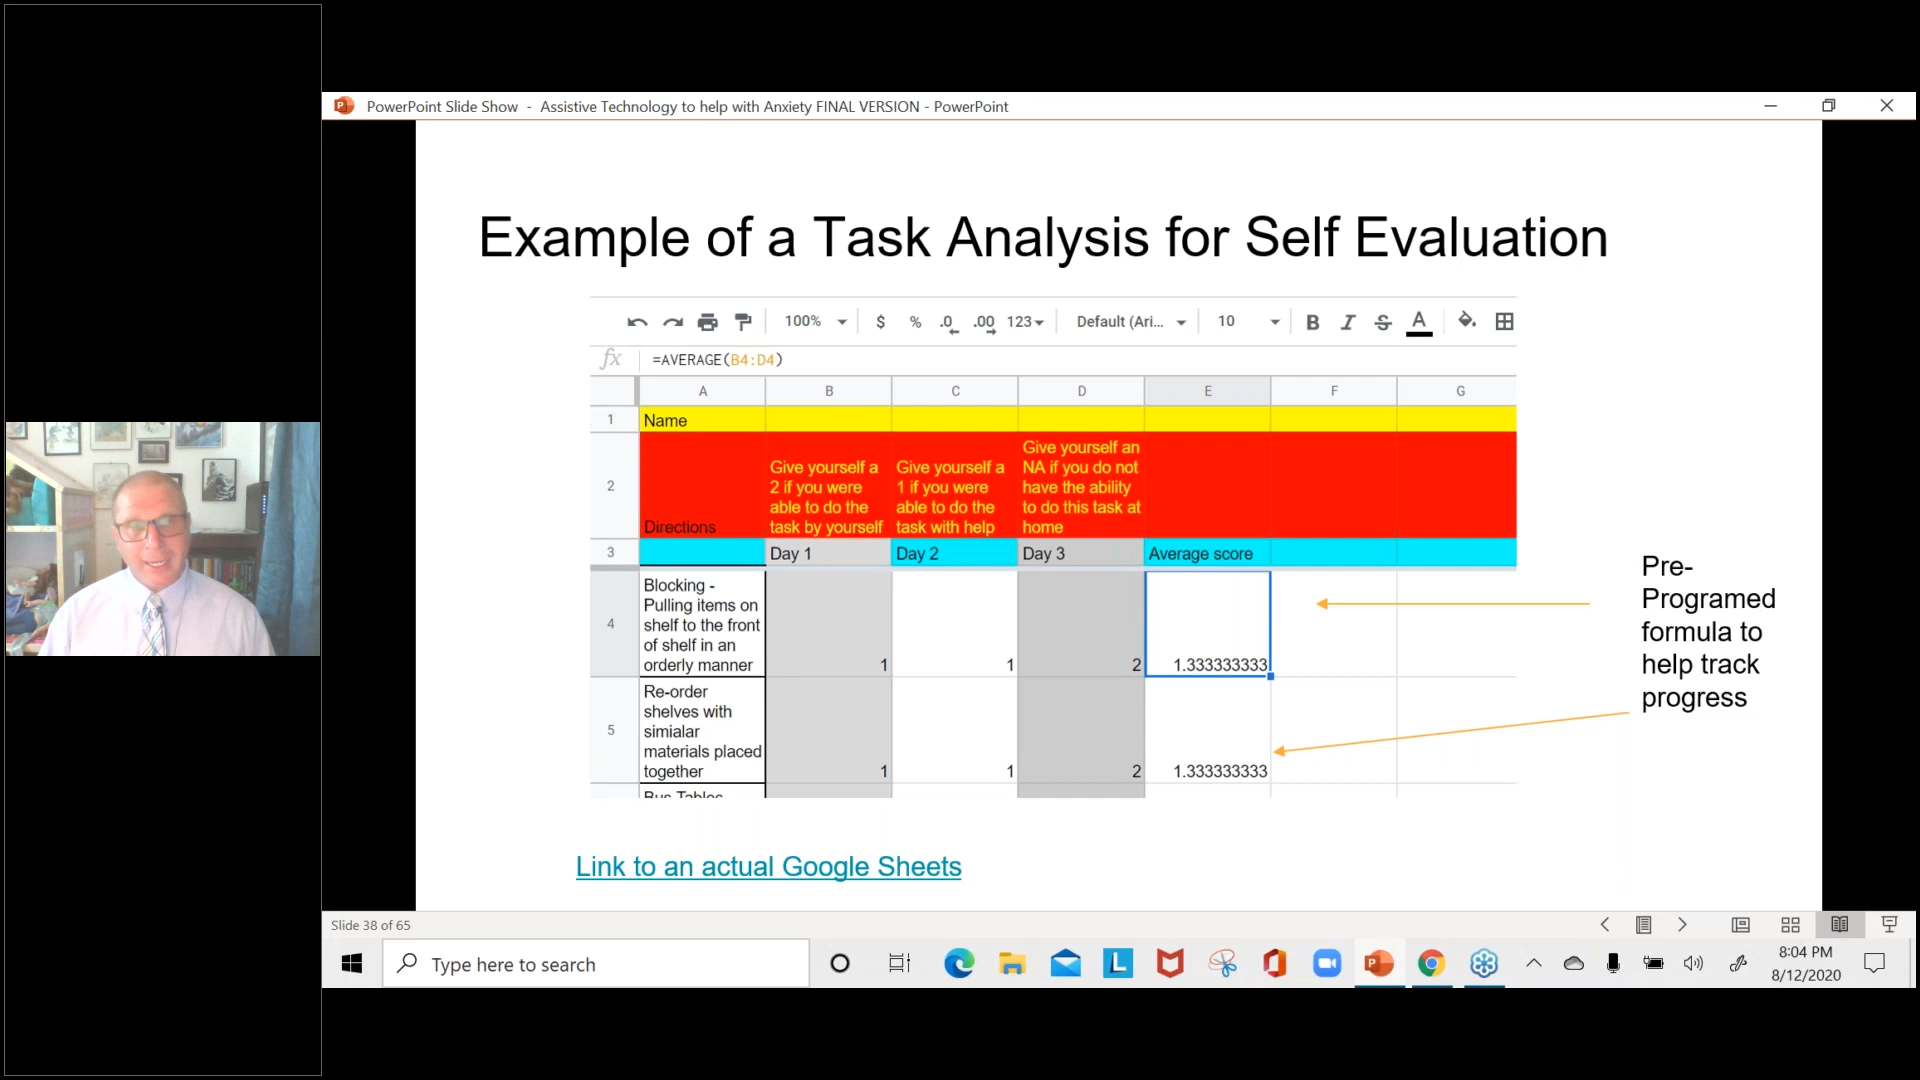 PowerPoint Slide Show - Assistive Technology to help with Anxiety FINAL VERSION - PowerPoint
Example of a Task Analysis for Self Evaluation
100% $ % .0 .00 123 Default (Ari... 10 B I S A
fx =AVERAGE(B4:D4)
A B C D E F G
1 Name
2 Directions
Give yourself a
2 if you were
able to do the
task by yourself
Give yourself a
1 if you were
able to do the
task with help
Give yourself an
NA if you do not
have the ability
to do this task at
home
3 Day 1 Day 2 Day 3 Average score
4
Blocking -
Pulling items on
shelf to the front
of shelf in an
orderly manner
1 1 2 1.333333333
5
Re-order
shelves with
simialar
materials placed
together
1 1 2 1.333333333
Bus Tables
Pre-
Programed
formula to
help track
progress
Link to an actual Google Sheets
Slide 38 of 65
Type here to search
8:04 PM
8/12/2020